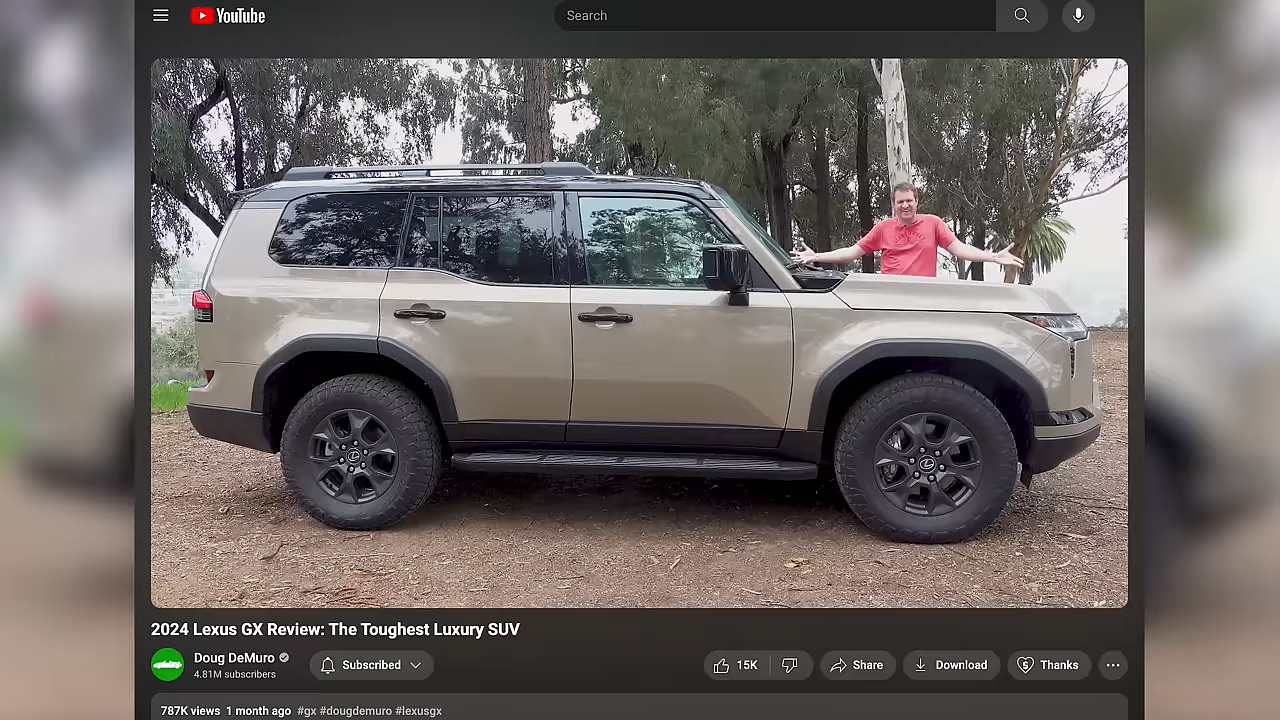 YouTube
Search
2024 Lexus GX Review: The Toughest Luxury SUV
Doug DeMuro
4.81M subscribers
Subscribed
15K
Share
Download
Thanks
787K views 1 month ago #gx #dougdemuro #lexusgx